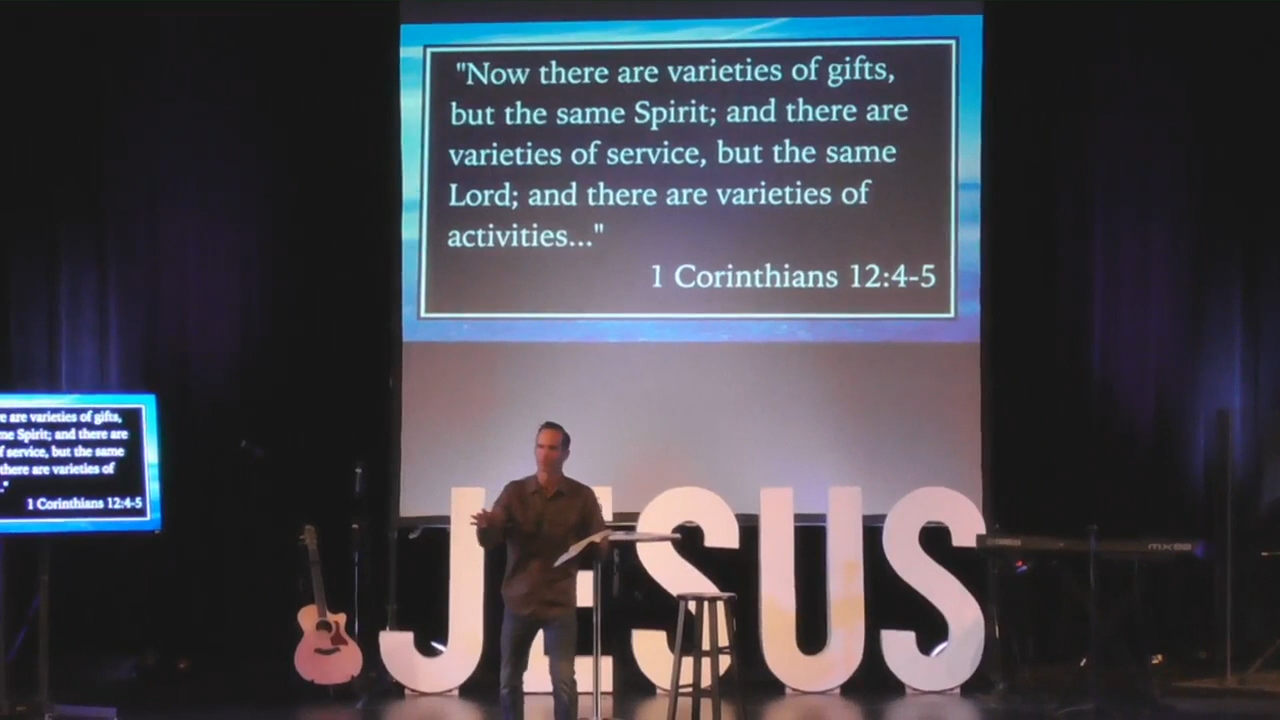 "Now there are varieties of gifts,
but the same Spirit; and there are
varieties of service, but the same
Lord; and there are varieties of
activities..."
1 Corinthians 12:4-5
e are varieties of gifts,
me Spirit; and there are
f service, but the same
there are varieties of
."
1 Corinthians 12:4-5
JESUS